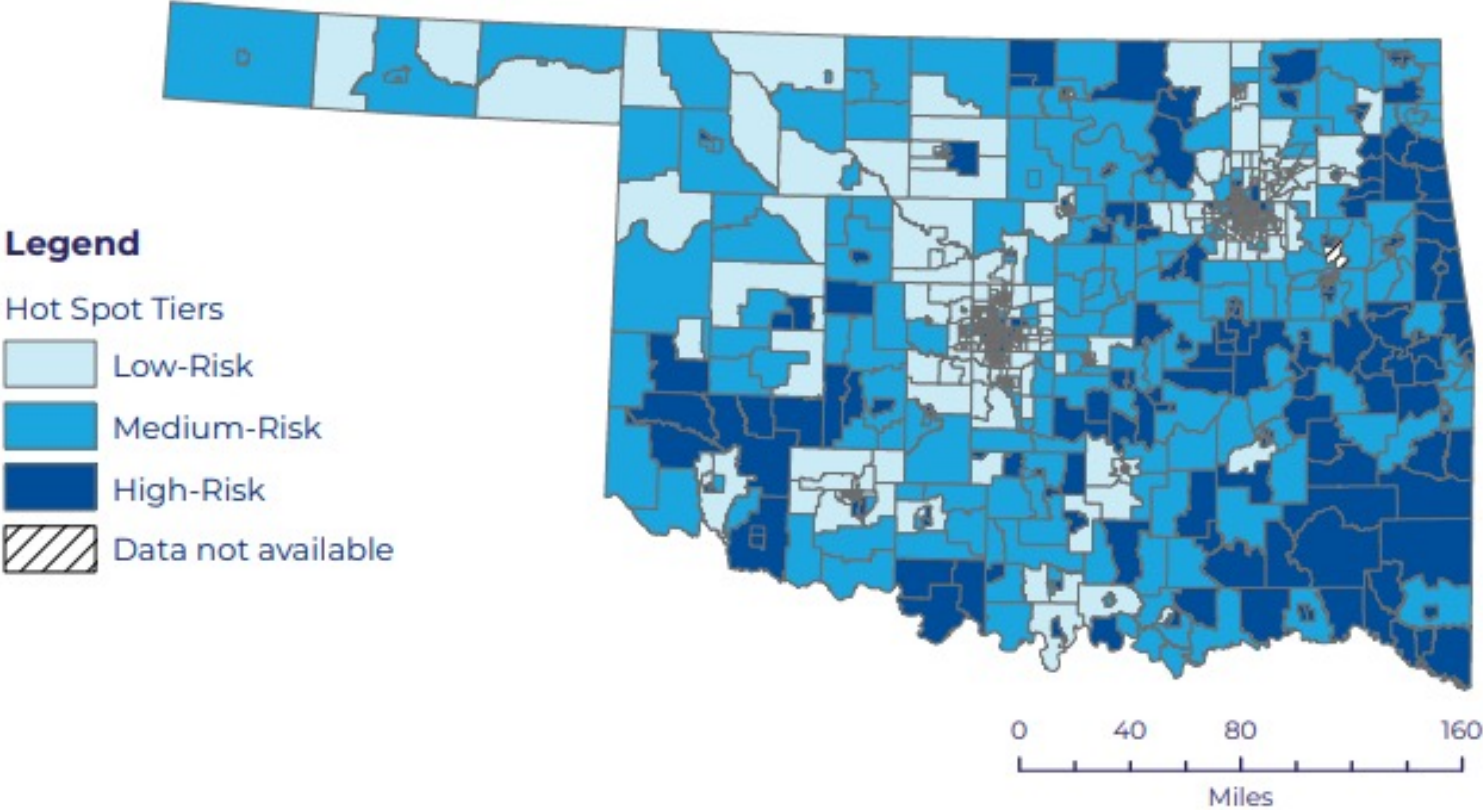 Legend
Hot Spot Tiers
Low-Risk
Medium-Risk
High-Risk
Data not available
0 40 80 160
Miles